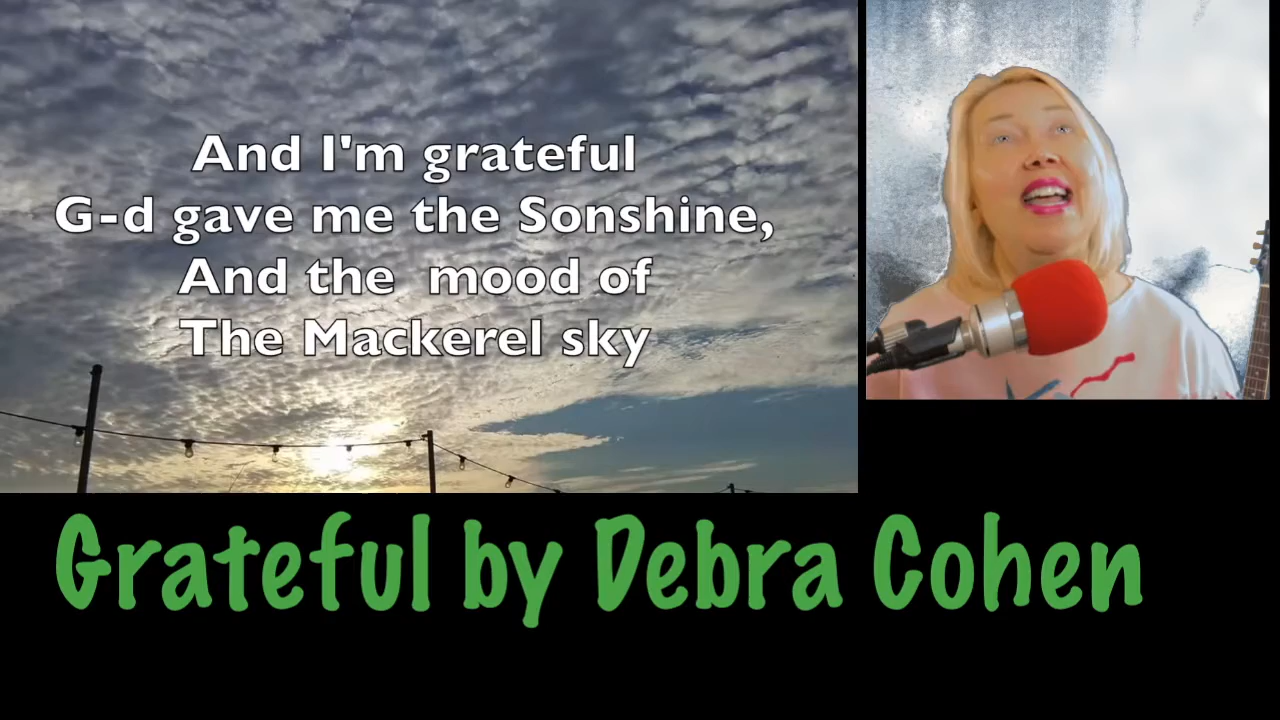 And I'm grateful
G-d gave me the Sonshine,
And the mood of
The Mackerel sky
Grateful by Debra Cohen